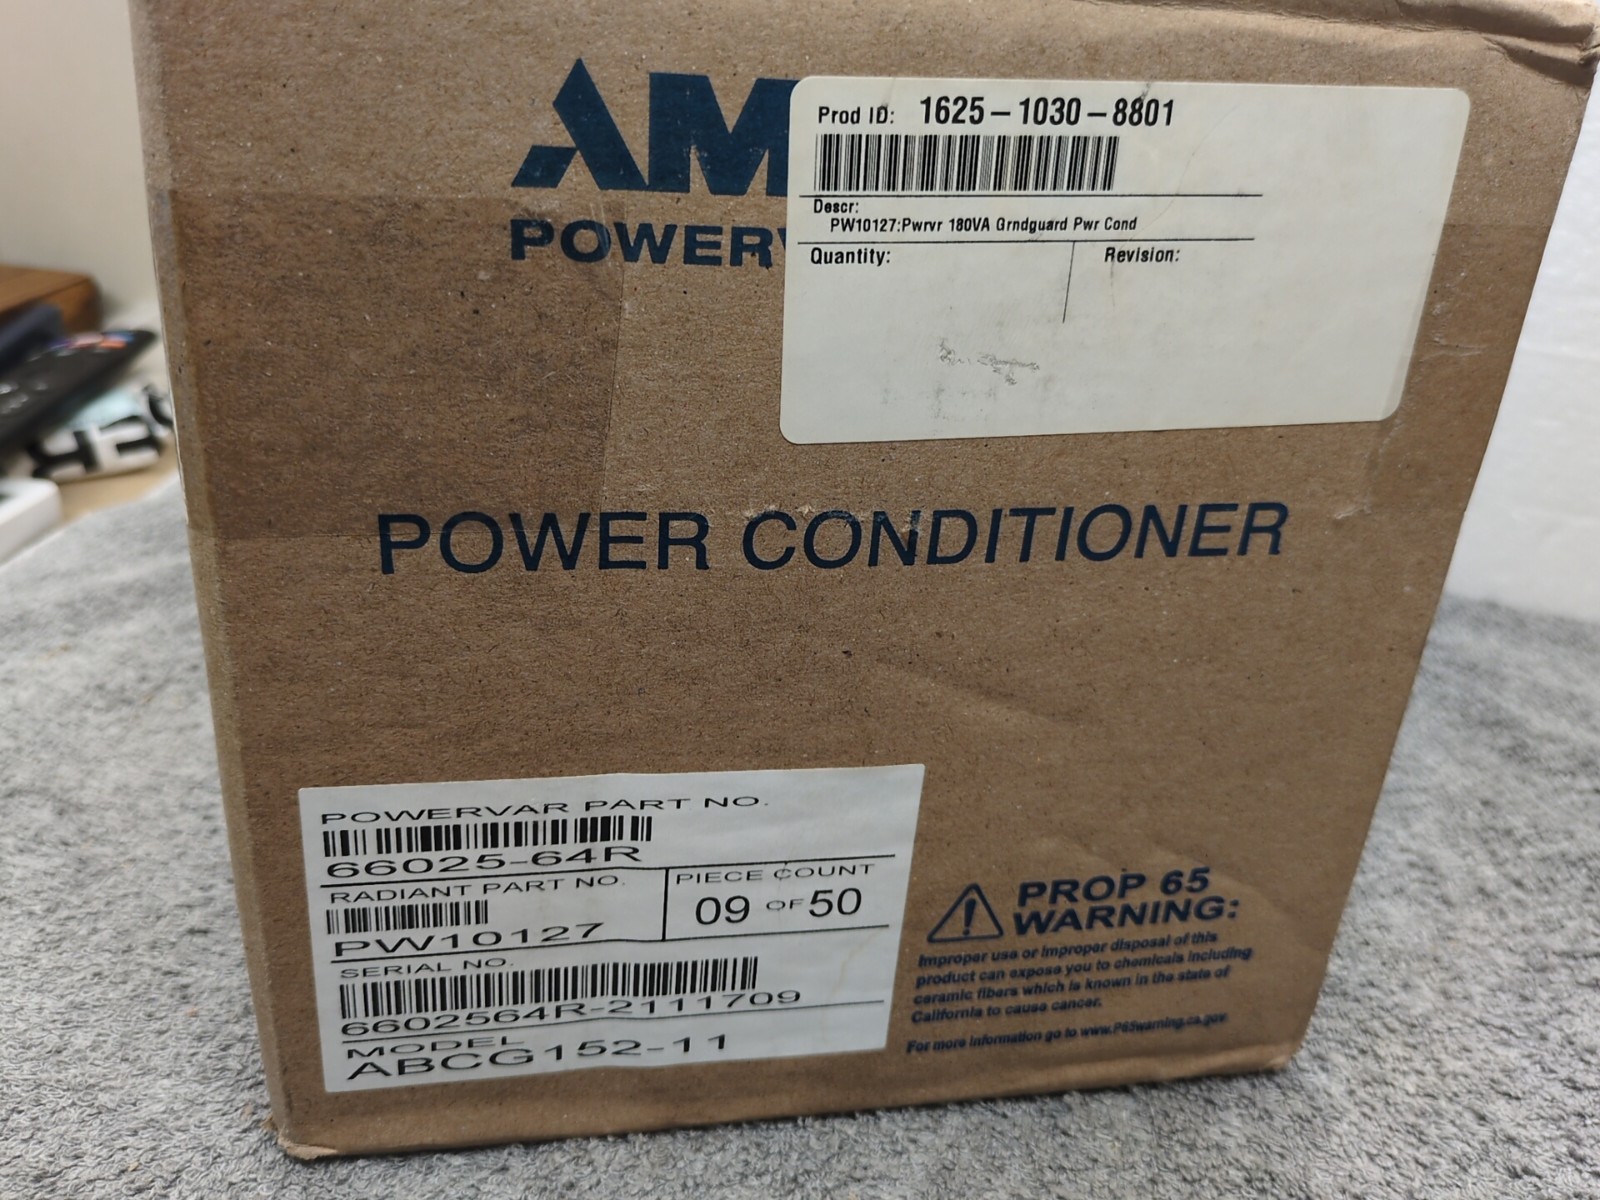 AM
POWERV
Prod ID: 1625-1030-8801
Descr:
PW10127:Pwrvr 180VA Grndguard Pwr Cond
Quantity:
Revision:
POWER CONDITIONER
POWERVAR PART NO.
66025-64R
RADIANT PART NO.
PW10127
PIECE COUNT
09 OF 50
SERIAL NO.
6602564R-2111709
MODEL
ABCG152-11
PROP 65
WARNING:
Improper use or improper disposal of this
product can expose you to chemicals including
ceramic fibers which is known in the state of
California to cause cancer.
For more information go to www.P65warning.ca.gov